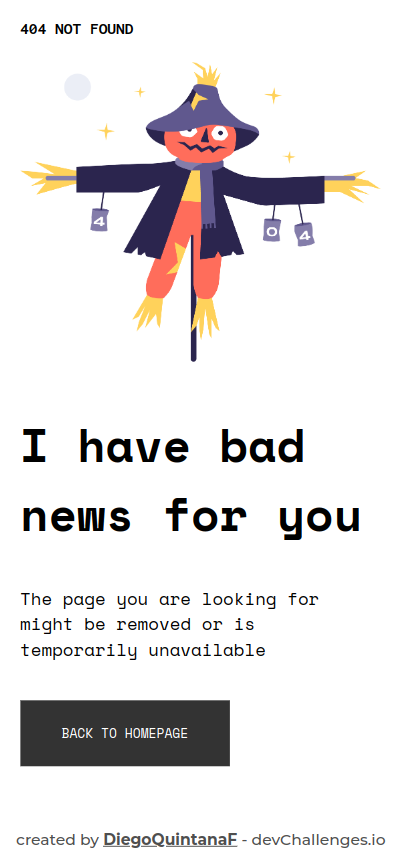 404 NOT FOUND
4
0
4
I have bad
news for you
The page you are looking for
might be removed or is
temporarily unavailable
BACK TO HOMEPAGE
created by DiegoQuintanaF - devChallenges.io